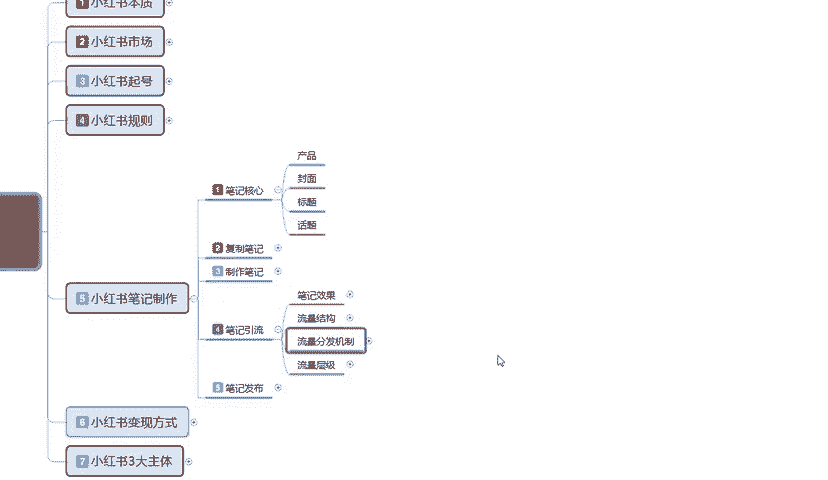 1 小红书本质
2 小红书市场
3 小红书起号
4 小红书规则
5 小红书笔记制作
1 笔记核心
产品
封面
标题
话题
2 复制笔记
3 制作笔记
4 笔记引流
笔记效果
流量结构
流量分发机制
流量层级
5 笔记发布
6 小红书变现方式
7 小红书3大主体